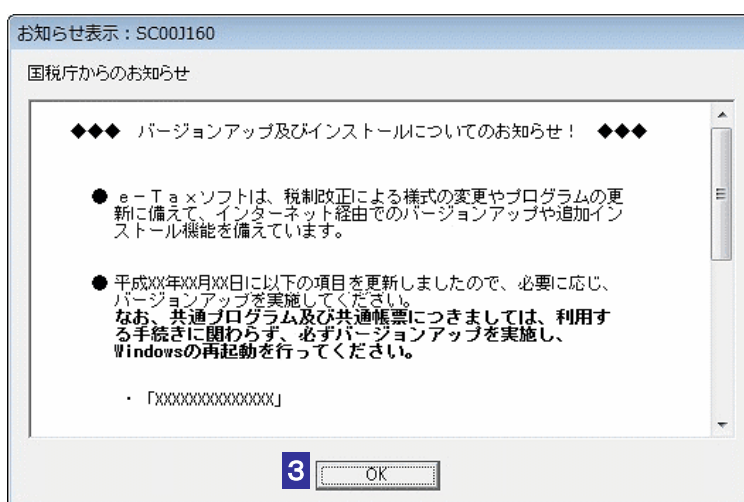 お知らせ表示：SC00J160
国税庁からのお知らせ
◆◆◆ バージョンアップ及びインストールについてのお知らせ！ ◆◆◆
● ｅ－Ｔａｘソフトは、税制改正による様式の変更やプログラムの更
新に備えて、インターネット経由でのバージョンアップや追加イン
ストール機能を備えています。
● 平成XX年XX月XX日に以下の項目を更新しましたので、必要に応じ、
バージョンアップを実施してください。
なお、共通プログラム及び共通帳票につきましては、利用す
る手続きに関わらず、必ずバージョンアップを実施し、
Windowsの再起動を行ってください。
・「XXXXXXXXXXXXXX」
3 OK